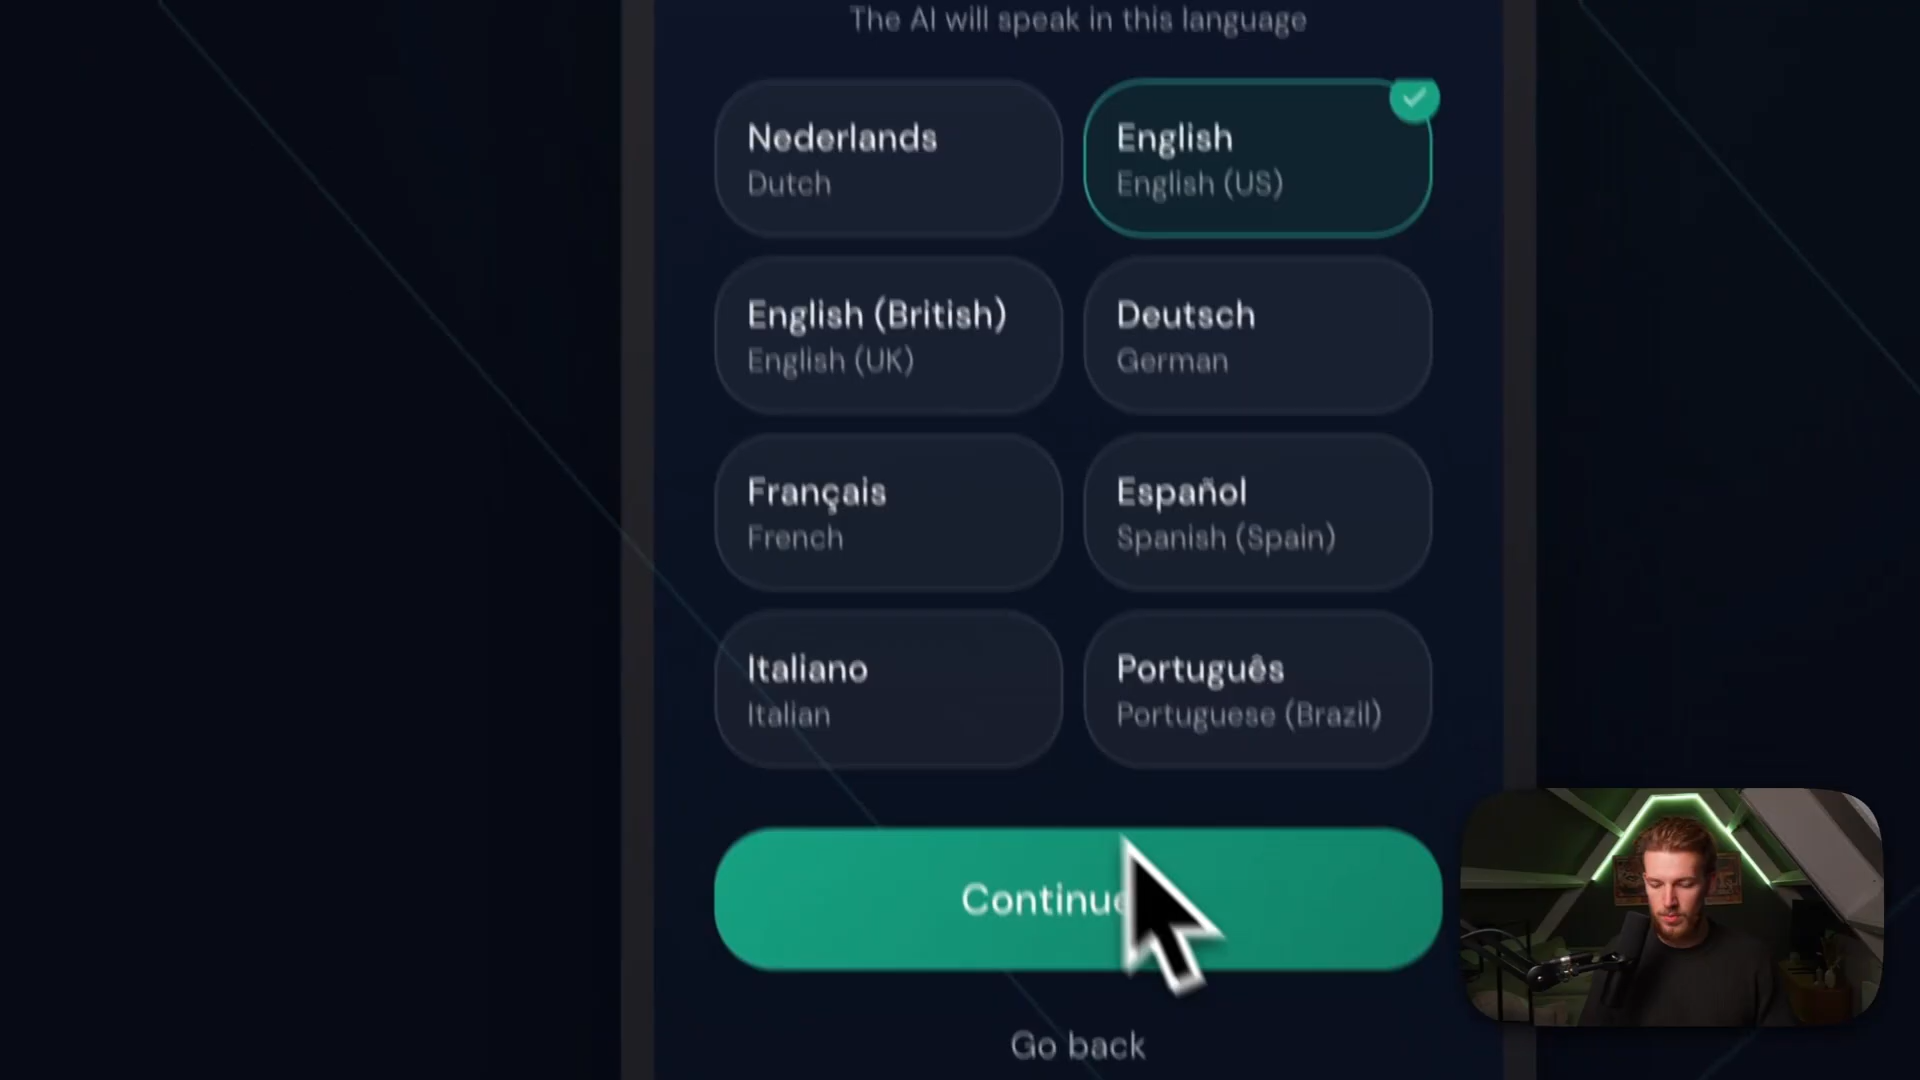 The AI will speak in this language
Nederlands
Dutch
English
English (US)
English (British)
English (UK)
Deutsch
German
Français
French
Español
Spanish (Spain)
Italiano
Italian
Português
Portuguese (Brazil)
Continue
Go back